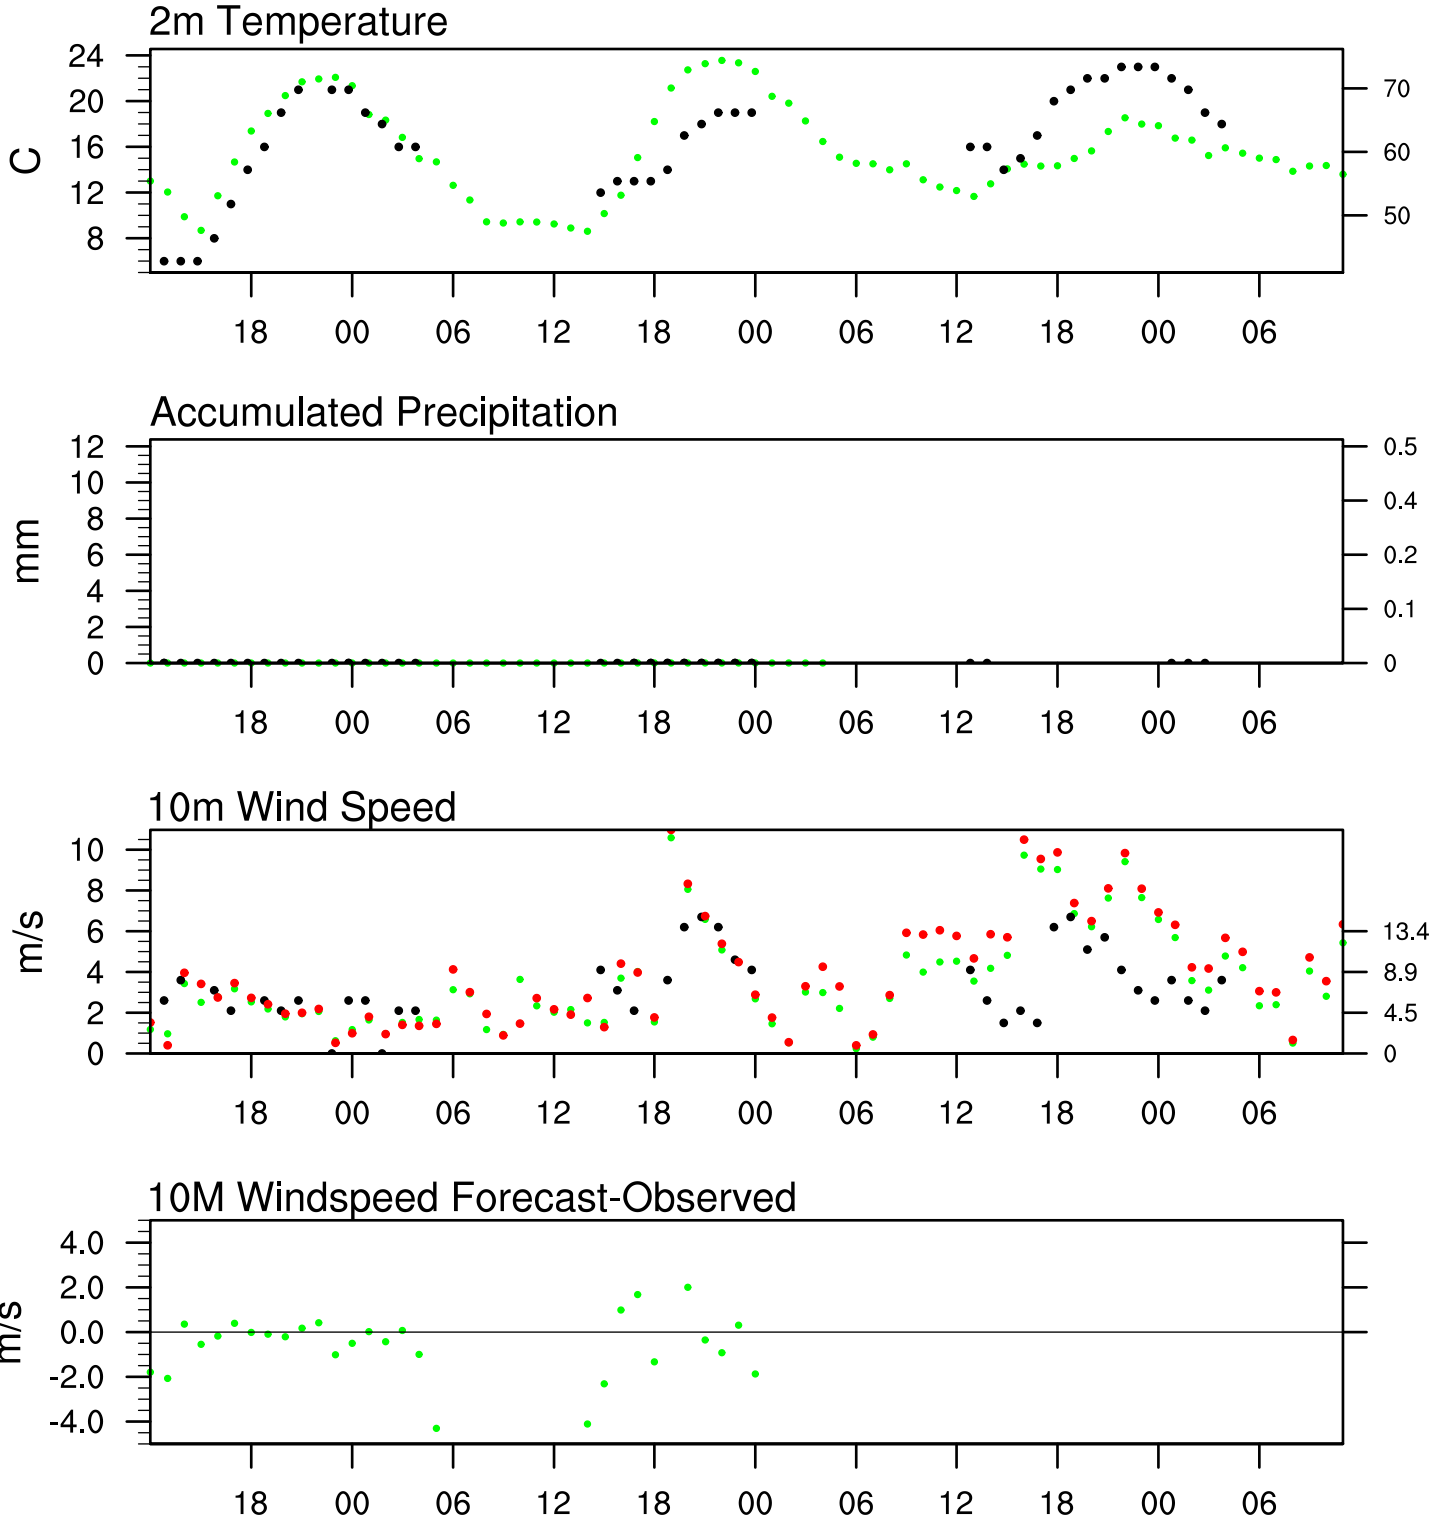 2m Temperature
24
20
16
12
8
C
70
60
50
18 00 06 12 18 00 06 12 18 00 06
Accumulated Precipitation
12
10
8
6
4
2
0
mm
0.5
0.4
0.2
0.1
0
18 00 06 12 18 00 06 12 18 00 06
10m Wind Speed
10
8
6
4
2
0
m/s
13.4
8.9
4.5
0
18 00 06 12 18 00 06 12 18 00 06
10M Windspeed Forecast-Observed
4.0
2.0
0.0
-2.0
-4.0
m/s
18 00 06 12 18 00 06 12 18 00 06